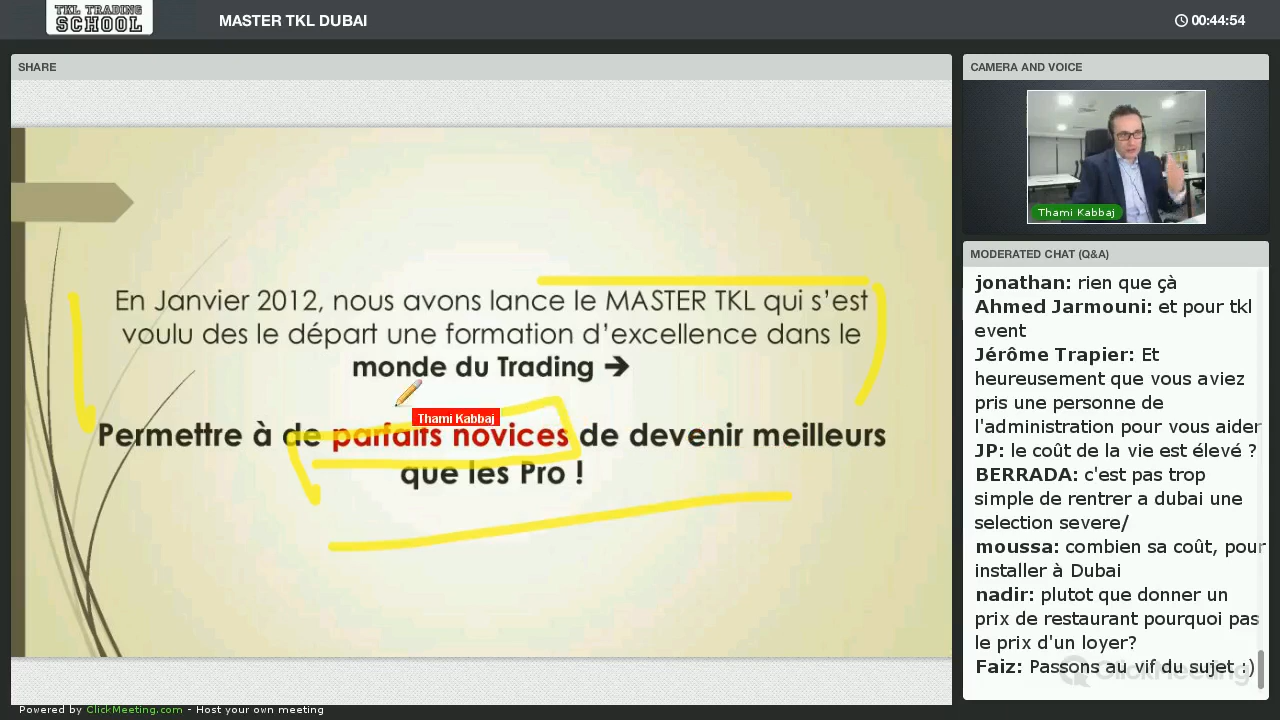 TKL TRADING
SCHOOL
MASTER TKL DUBAI
00:44:54
SHARE
En Janvier 2012, nous avons lance le MASTER TKL qui s’est
voulu des le départ une formation d’excellence dans le
monde du Trading ➔
Thami Kabbaj
Permettre à de parfaits novices de devenir meilleurs
que les Pro !
CAMERA AND VOICE
Thami Kabbaj
MODERATED CHAT (Q&A)
jonathan: rien que çà
Ahmed Jarmouni: et pour tkl
event
Jérôme Trapier: Et
heureusement que vous aviez
pris une personne de
l'administration pour vous aider
JP: le coût de la vie est élevé ?
BERRADA: c'est pas trop
simple de rentrer a dubai une
selection severe/
moussa: combien sa coût, pour
installer à Dubai
nadir: plutot que donner un
prix de restaurant pourquoi pas
le prix d'un loyer?
Faiz: Passons au vif du sujet :)
ClickMeeting
Powered by ClickMeeting.com - Host your own meeting